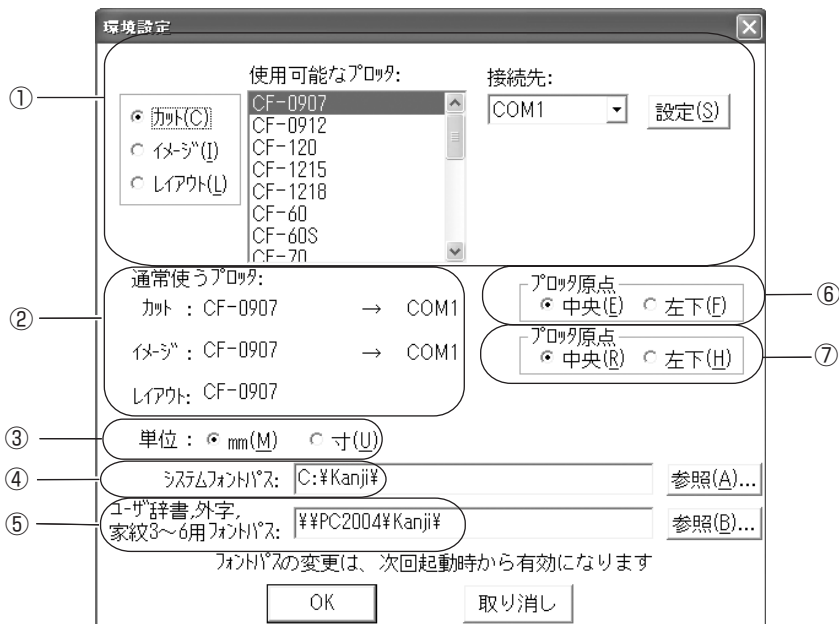 環境設定
①
使用可能なﾌﾟﾛｯﾀ:
接続先:
ｶｯﾄ(C)
ｲﾒｰｼﾞ(I)
ﾚｲｱｳﾄ(L)
CF-0907
CF-0912
CF-120
CF-1215
CF-1218
CF-60
CF-60S
CF-70
COM1
設定(S)
②
通常使うﾌﾟﾛｯﾀ:
ｶｯﾄ : CF-0907 → COM1
ｲﾒｰｼﾞ : CF-0907 → COM1
ﾚｲｱｳﾄ: CF-0907
ﾌﾟﾛｯﾀ原点
中央(E) 左下(F)
⑥
ﾌﾟﾛｯﾀ原点
中央(R) 左下(H)
⑦
③
単位 : mm(M) 寸(U)
④
ｼｽﾃﾑﾌｫﾝﾄﾊﾟｽ: C:¥Kanji¥ 参照(A)...
⑤
ﾕｰｻﾞ辞書,外字,
家紋3～6用ﾌｫﾝﾄﾊﾟｽ: ¥¥PC2004¥Kanji¥ 参照(B)...
ﾌｫﾝﾄﾊﾟｽの変更は、次回起動時から有効になります
OK 取り消し